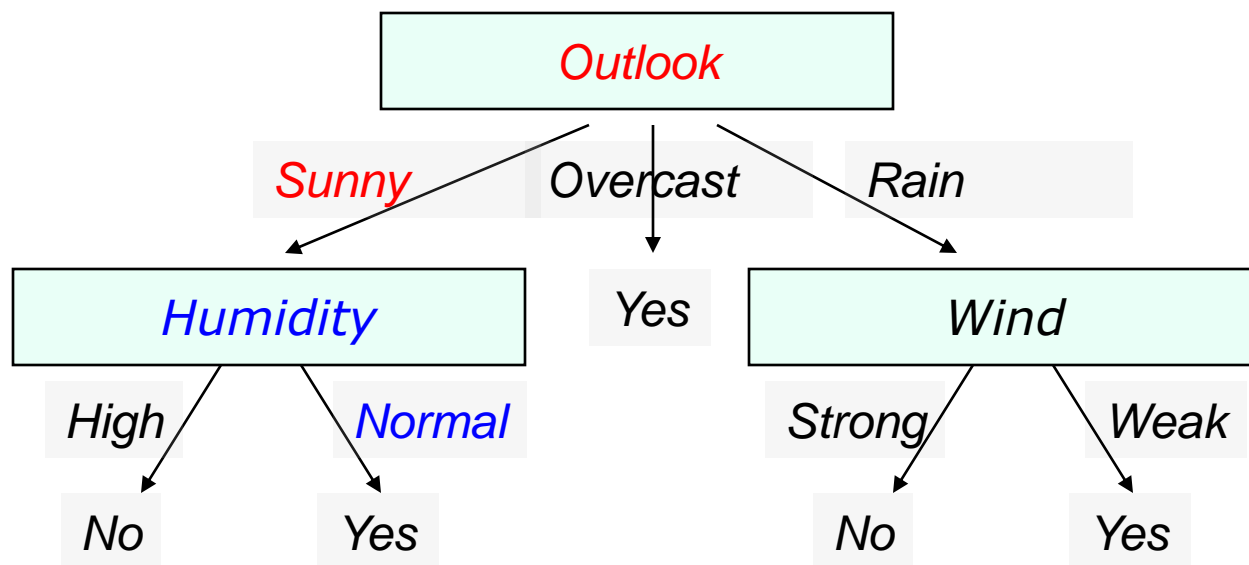 Outlook
Sunny Overcast Rain
Humidity Yes Wind
High Normal Strong Weak
No Yes No Yes